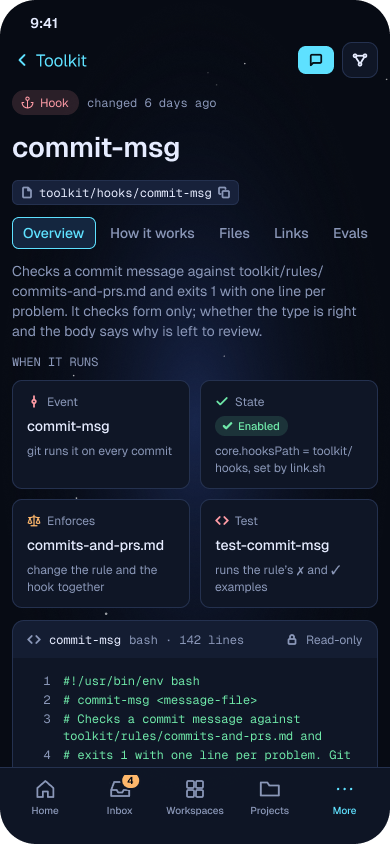 9:41
Toolkit
Hook
changed 6 days ago
commit-msg
toolkit/hooks/commit-msg
Overview
How it works
Files
Links
Evals
Checks a commit message against toolkit/rules/
commits-and-prs.md and exits 1 with one line per
problem. It checks form only; whether the type is right
and the body says why is left to review.
WHEN IT RUNS
Event
commit-msg
git runs it on every commit
State
Enabled
core.hooksPath = toolkit/
hooks, set by link.sh
Enforces
commits-and-prs.md
change the rule and the
hook together
Test
test-commit-msg
runs the rule's ✗ and ✓
examples
commit-msg bash · 142 lines
Read-only
1 #!/usr/bin/env bash
2 # commit-msg <message-file>
3 # Checks a commit message against
toolkit/rules/commits-and-prs.md and
4 # exits 1 with one line per problem. Git
4
Home
Inbox
Workspaces
Projects
More